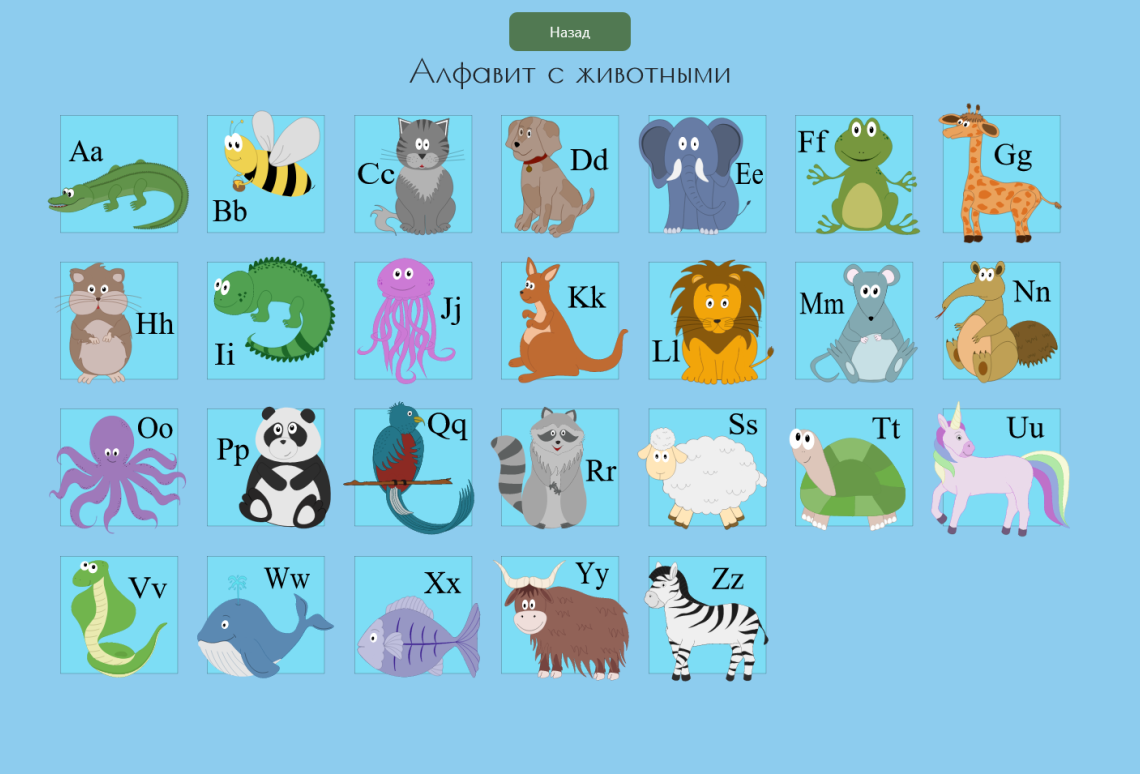 Назад
Алфавит с животными
Aa
Bb
Cc
Dd
Ee
Ff
Gg
Hh
Ii
Jj
Kk
Ll
Mm
Nn
Oo
Pp
Qq
Rr
Ss
Tt
Uu
Vv
Ww
Xx
Yy
Zz